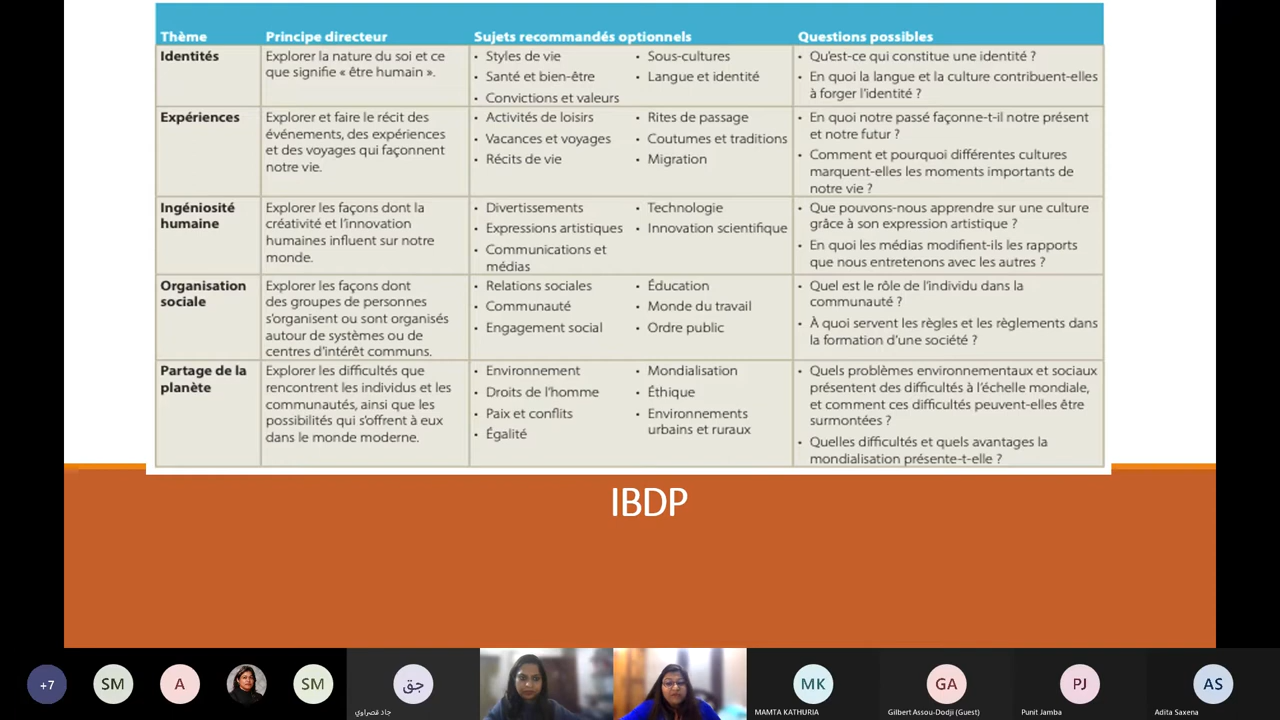 Thème Principe directeur Sujets recommandés optionnels Questions possibles
Identités
Explorer la nature du soi et ce
que signifie « être humain ».
• Styles de vie
• Santé et bien-être
• Convictions et valeurs
• Sous-cultures
• Langue et identité
• Qu'est-ce qui constitue une identité ?
• En quoi la langue et la culture contribuent-elles
à forger l'identité ?
Expériences
Explorer et faire le récit des
événements, des expériences
et des voyages qui façonnent
notre vie.
• Activités de loisirs
• Vacances et voyages
• Récits de vie
• Rites de passage
• Coutumes et traditions
• Migration
• En quoi notre passé façonne-t-il notre présent
et notre futur ?
• Comment et pourquoi différentes cultures
marquent-elles les moments importants de
notre vie ?
Ingéniosité
humaine
Explorer les façons dont la
créativité et l'innovation
humaines influent sur notre
monde.
• Divertissements
• Expressions artistiques
• Communications et
médias
• Technologie
• Innovation scientifique
• Que pouvons-nous apprendre sur une culture
grâce à son expression artistique ?
• En quoi les médias modifient-ils les rapports
que nous entretenons avec les autres ?
Organisation
sociale
Explorer les façons dont
des groupes de personnes
s'organisent ou sont organisés
autour de systèmes ou de
centres d'intérêt communs.
• Relations sociales
• Communauté
• Engagement social
• Éducation
• Monde du travail
• Ordre public
• Quel est le rôle de l'individu dans la
communauté ?
• À quoi servent les règles et les règlements dans
la formation d'une société ?
Partage de la
planète
Explorer les difficultés que
rencontrent les individus et les
communautés, ainsi que les
possibilités qui s'offrent à eux
dans le monde moderne.
• Environnement
• Droits de l'homme
• Paix et conflits
• Égalité
• Mondialisation
• Éthique
• Environnements
urbains et ruraux
• Quels problèmes environnementaux et sociaux
présentent des difficultés à l'échelle mondiale,
et comment ces difficultés peuvent-elles être
surmontées ?
• Quelles difficultés et quels avantages la
mondialisation présente-t-elle ?
IBDP
+7 SM A SM جق MK GA PJ AS
جاد قصراوي MAMTA KATHURIA Gilbert Assou-Dodji (Guest) Punit Jamba Adita Saxena